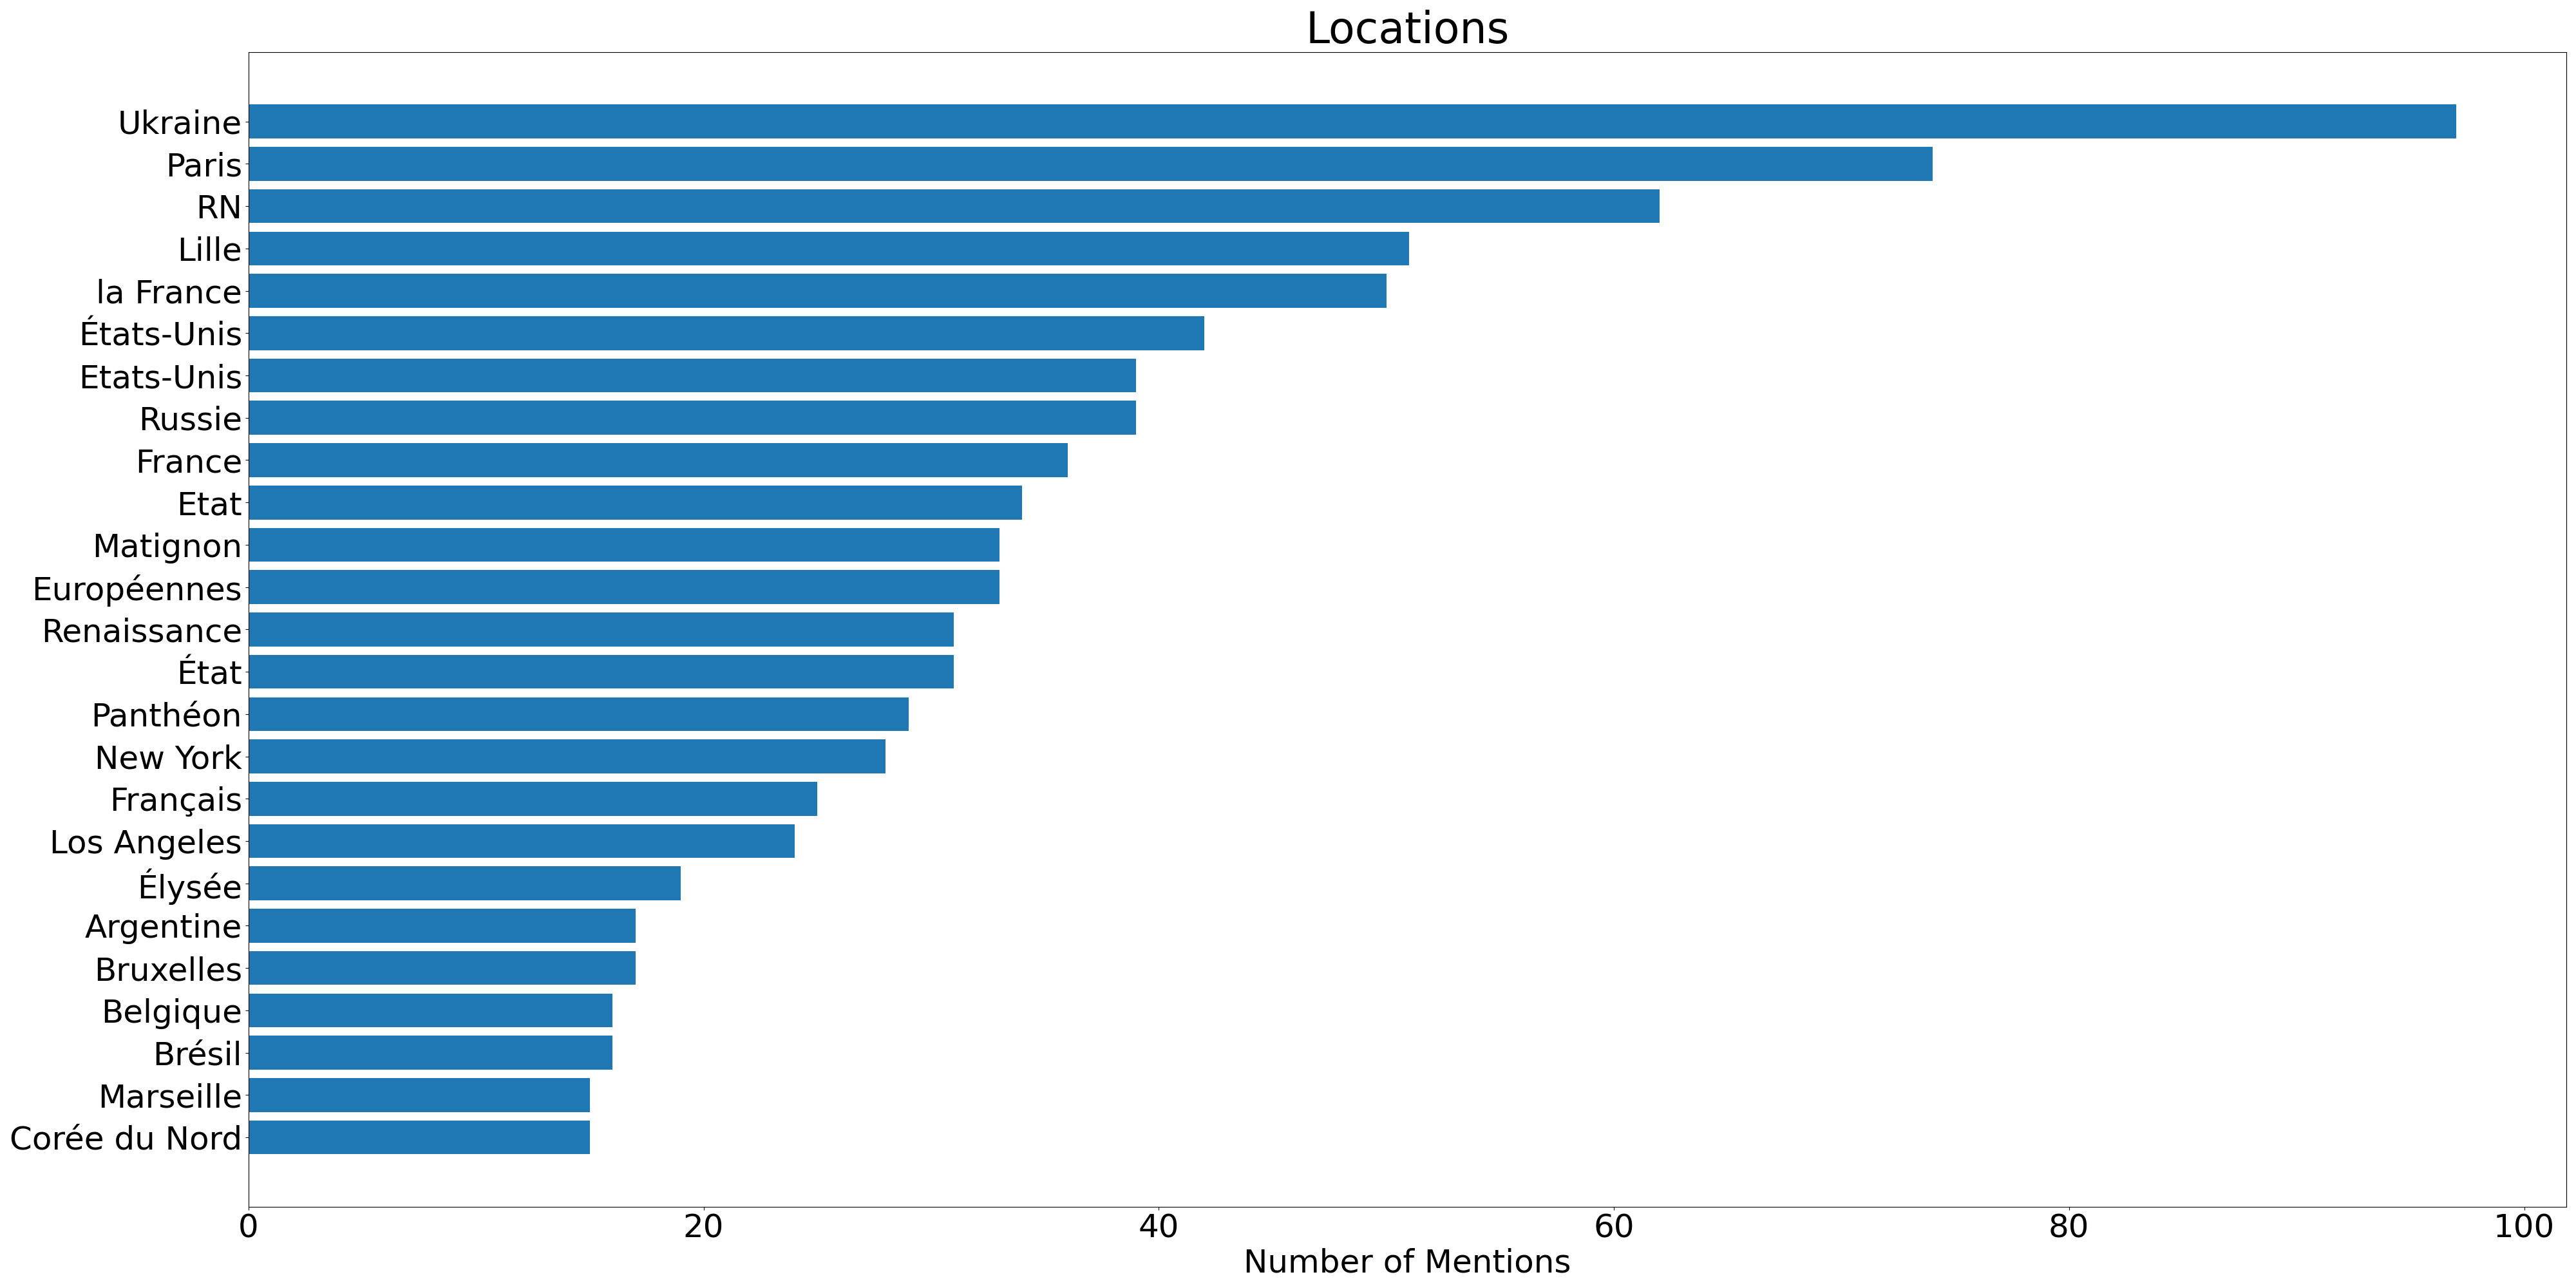 Locations
Ukraine
Paris
RN
Lille
la France
États-Unis
Etats-Unis
Russie
France
Etat
Matignon
Européennes
Renaissance
État
Panthéon
New York
Français
Los Angeles
Élysée
Argentine
Bruxelles
Belgique
Brésil
Marseille
Corée du Nord
0 20 40 60 80 100
Number of Mentions